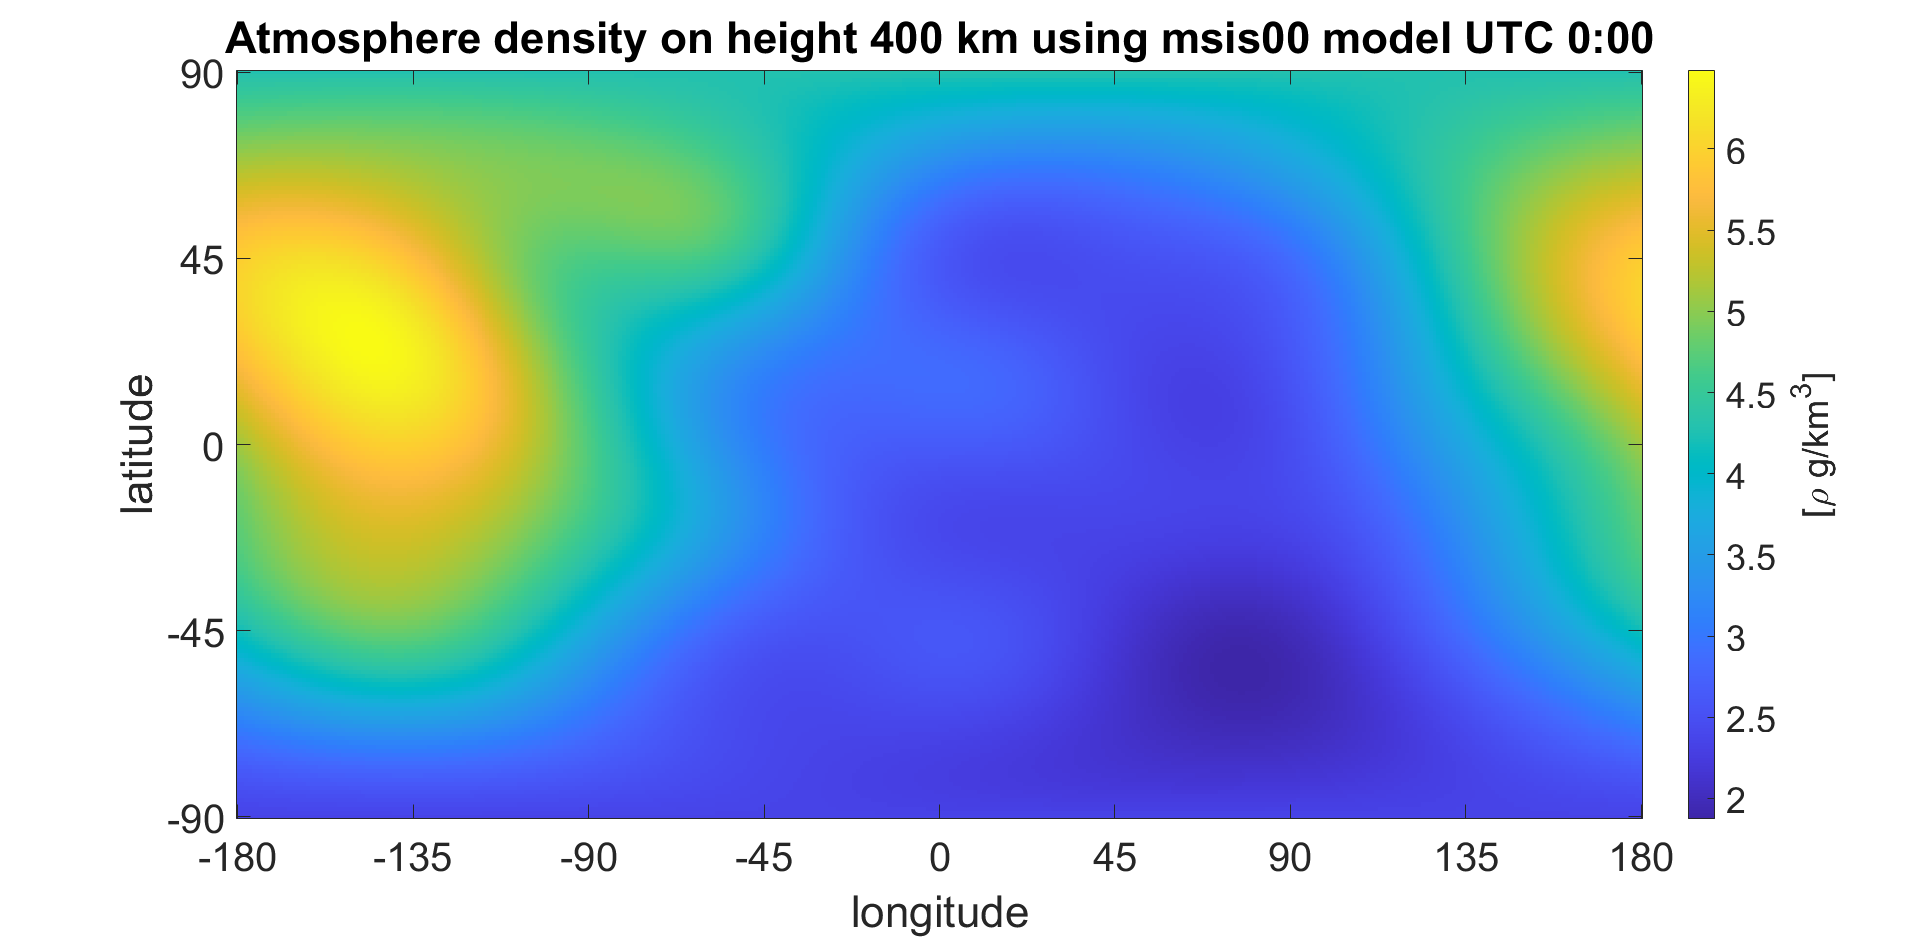 Atmosphere density on height 400 km using msis00 model UTC 0:00
90
45
0
-45
-90
latitude
-180 -135 -90 -45 0 45 90 135 180
longitude
6
5.5
5
4.5
4
3.5
3
2.5
2
[ρ g/km³]